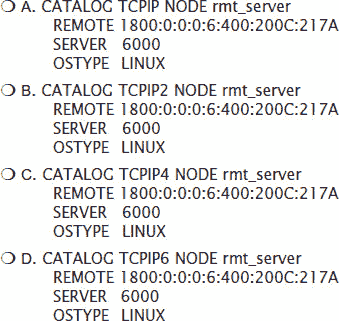 A. CATALOG TCPIP NODE rmt_server
REMOTE 1800:0:0:0:6:400:200C:217A
SERVER 6000
OSTYPE LINUX
B. CATALOG TCPIP2 NODE rmt_server
REMOTE 1800:0:0:0:6:400:200C:217A
SERVER 6000
OSTYPE LINUX
C. CATALOG TCPIP4 NODE rmt_server
REMOTE 1800:0:0:0:6:400:200C:217A
SERVER 6000
OSTYPE LINUX
D. CATALOG TCPIP6 NODE rmt_server
REMOTE 1800:0:0:0:6:400:200C:217A
SERVER 6000
OSTYPE LINUX